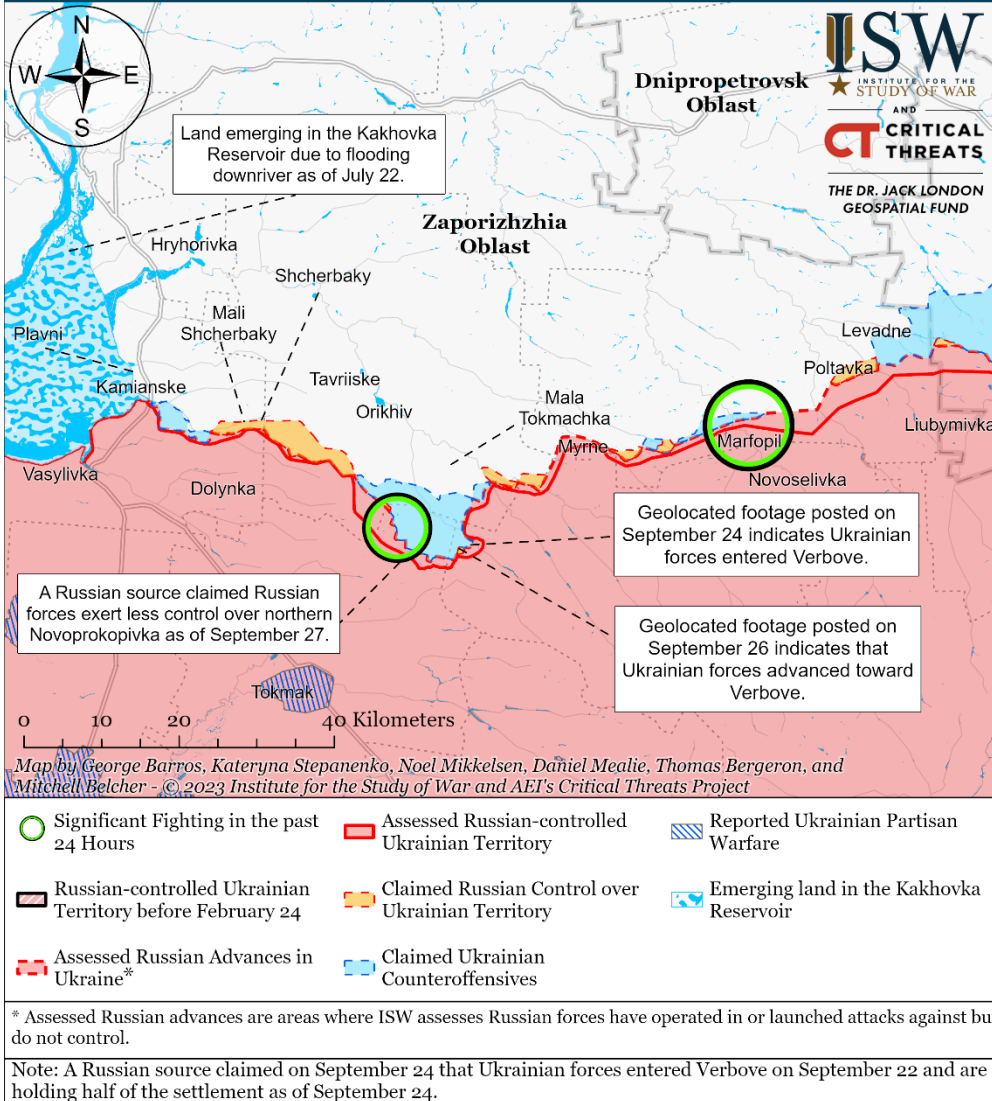 N
W E
S
ISW
INSTITUTE FOR THE
STUDY OF WAR
AND
CT CRITICAL
THREATS
THE DR. JACK LONDON
GEOSPATIAL FUND
Dnipropetrovsk
Oblast
Land emerging in the Kakhovka
Reservoir due to flooding
downriver as of July 22.
Zaporizhzhia
Oblast
Hryhorivka
Shcherbaky
Mali
Shcherbaky
Plavni
Levadne
Kamianske
Tavriiske
Poltavka
Orikhiv
Mala
Tokmachka
Myrne
Marfopil
Liubymivka
Vasylivka
Dolynka
Novoselivka
Geolocated footage posted on
September 24 indicates Ukrainian
forces entered Verbove.
A Russian source claimed Russian
forces exert less control over northern
Novoprokopivka as of September 27.
Geolocated footage posted on
September 26 indicates that
Ukrainian forces advanced toward
Verbove.
Tokmak
0 10 20 40 Kilometers
Map by George Barros, Kateryna Stepanenko, Noel Mikkelsen, Daniel Mealie, Thomas Bergeron, and
Mitchell Belcher - © 2023 Institute for the Study of War and AEI's Critical Threats Project
Significant Fighting in the past
24 Hours
Assessed Russian-controlled
Ukrainian Territory
Reported Ukrainian Partisan
Warfare
Russian-controlled Ukrainian
Territory before February 24
Claimed Russian Control over
Ukrainian Territory
Emerging land in the Kakhovka
Reservoir
Assessed Russian Advances in
Ukraine*
Claimed Ukrainian
Counteroffensives
* Assessed Russian advances are areas where ISW assesses Russian forces have operated in or launched attacks against bu
do not control.
Note: A Russian source claimed on September 24 that Ukrainian forces entered Verbove on September 22 and are
holding half of the settlement as of September 24.